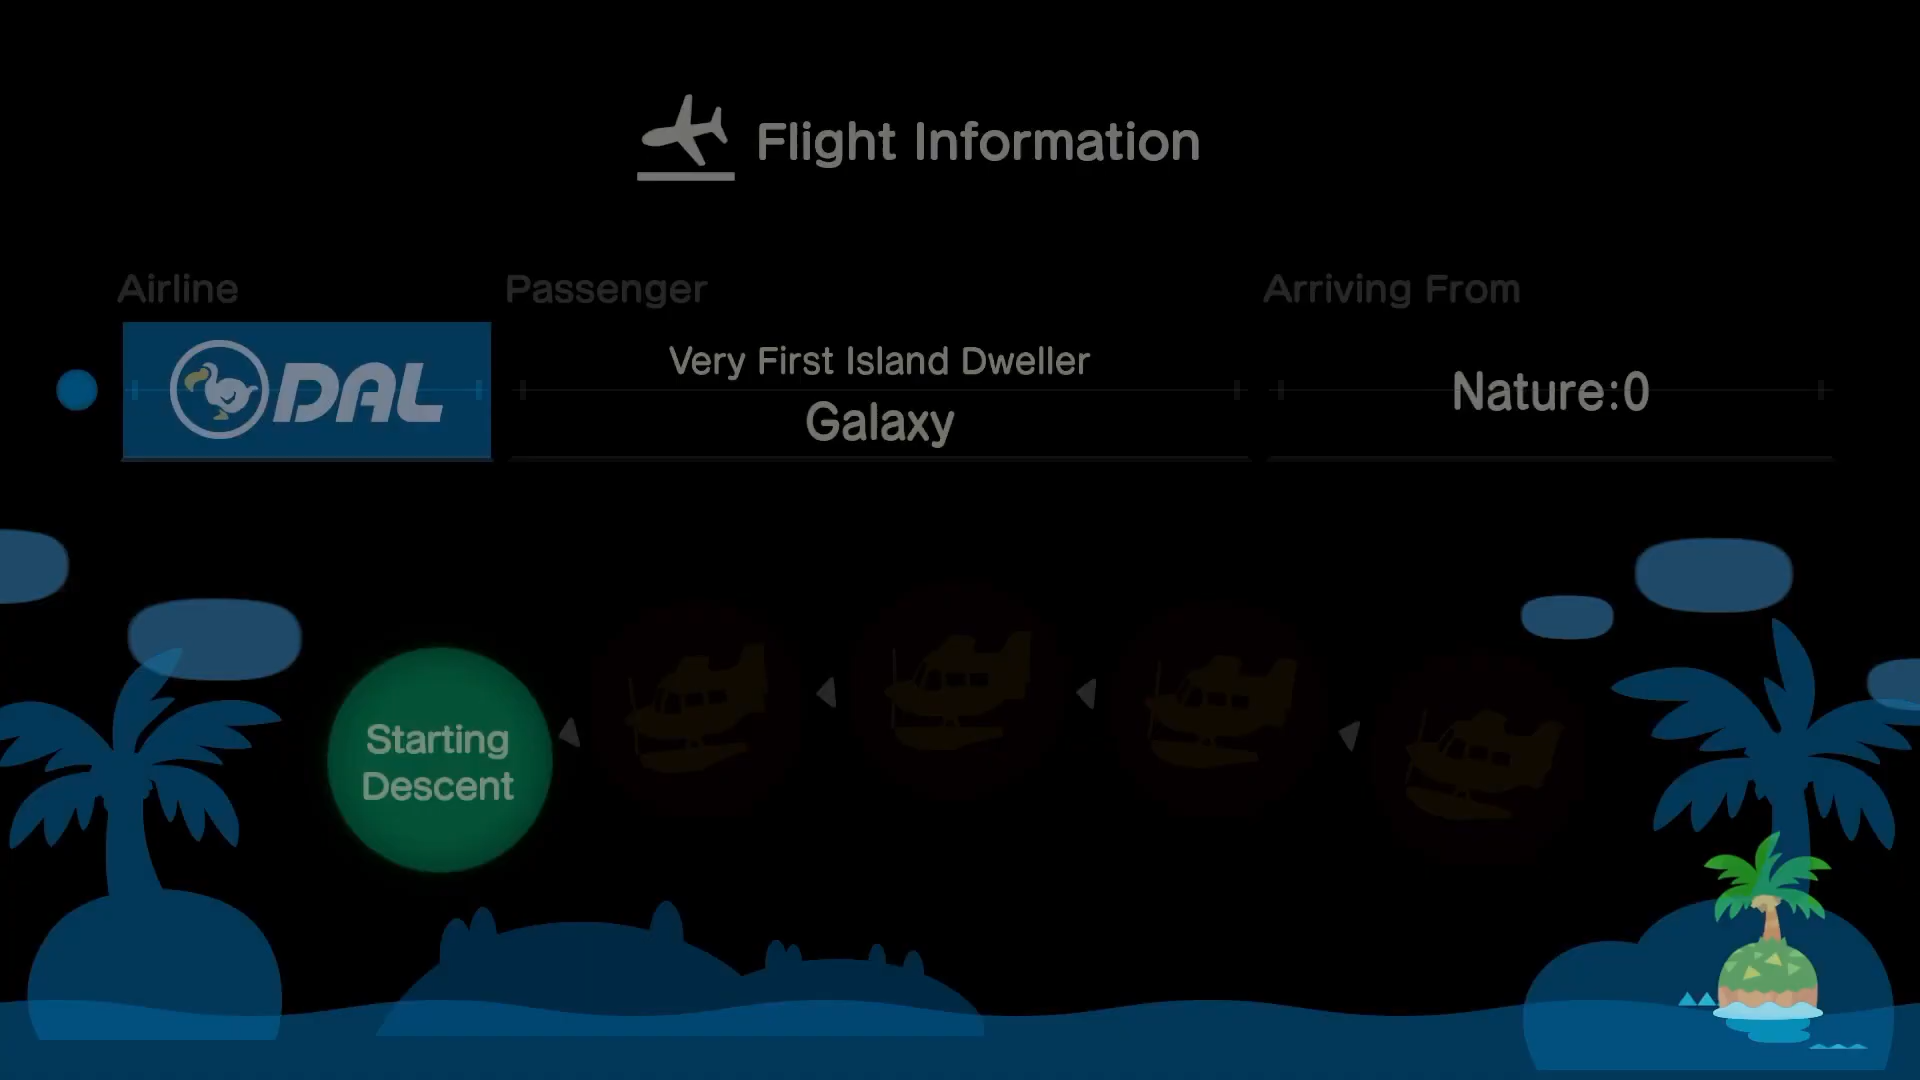 Flight Information
Airline
Passenger
Arriving From
DAL
Very First Island Dweller
Galaxy
Nature:0
Starting
Descent